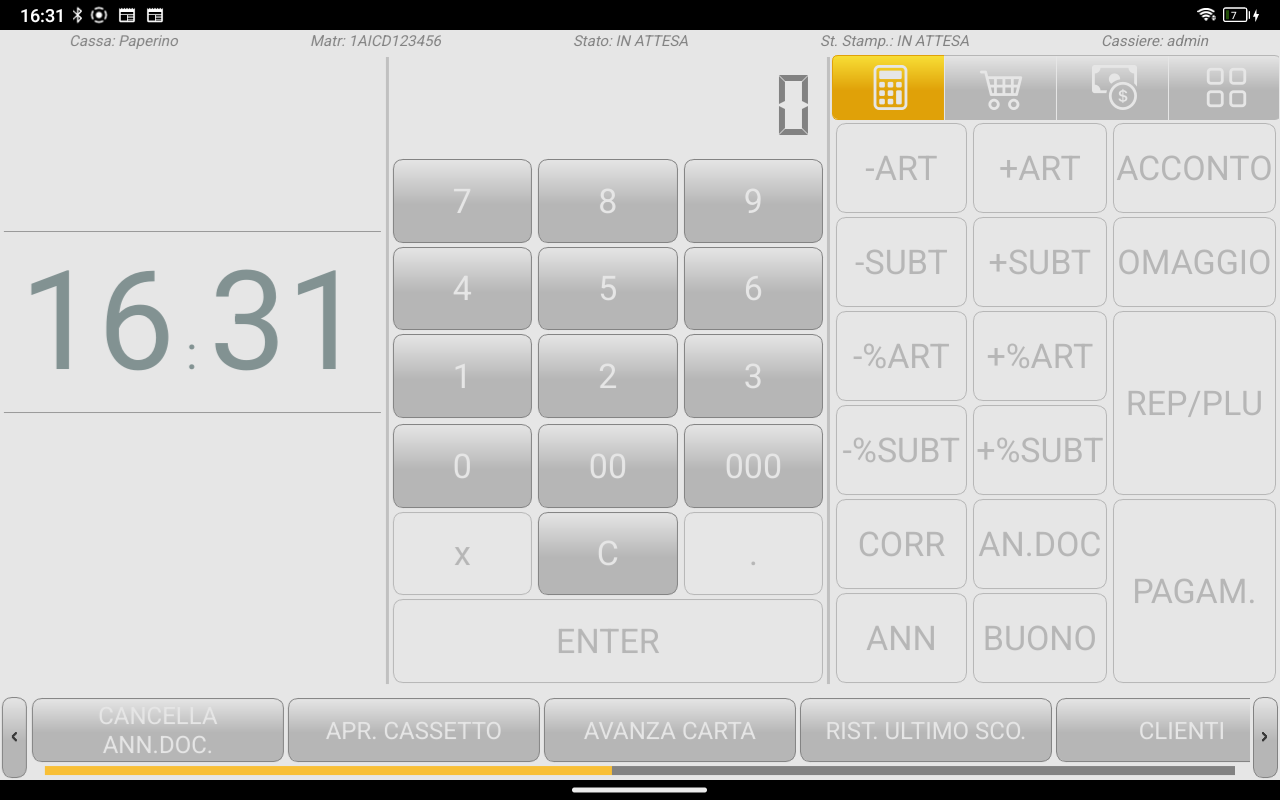 16:31
7
Cassa: Paperino
Matr: 1AICD123456
Stato: IN ATTESA
St. Stamp.: IN ATTESA
Cassiere: admin
16:31
0
7 8 9
4 5 6
1 2 3
0 00 000
x C .
ENTER
$
-ART +ART ACCONTO
-SUBT +SUBT OMAGGIO
-%ART +%ART
REP/PLU
-%SUBT +%SUBT
CORR AN.DOC
PAGAM.
ANN BUONO
‹
CANCELLA
ANN.DOC.
APR. CASSETTO
AVANZA CARTA
RIST. ULTIMO SCO.
CLIENTI
›